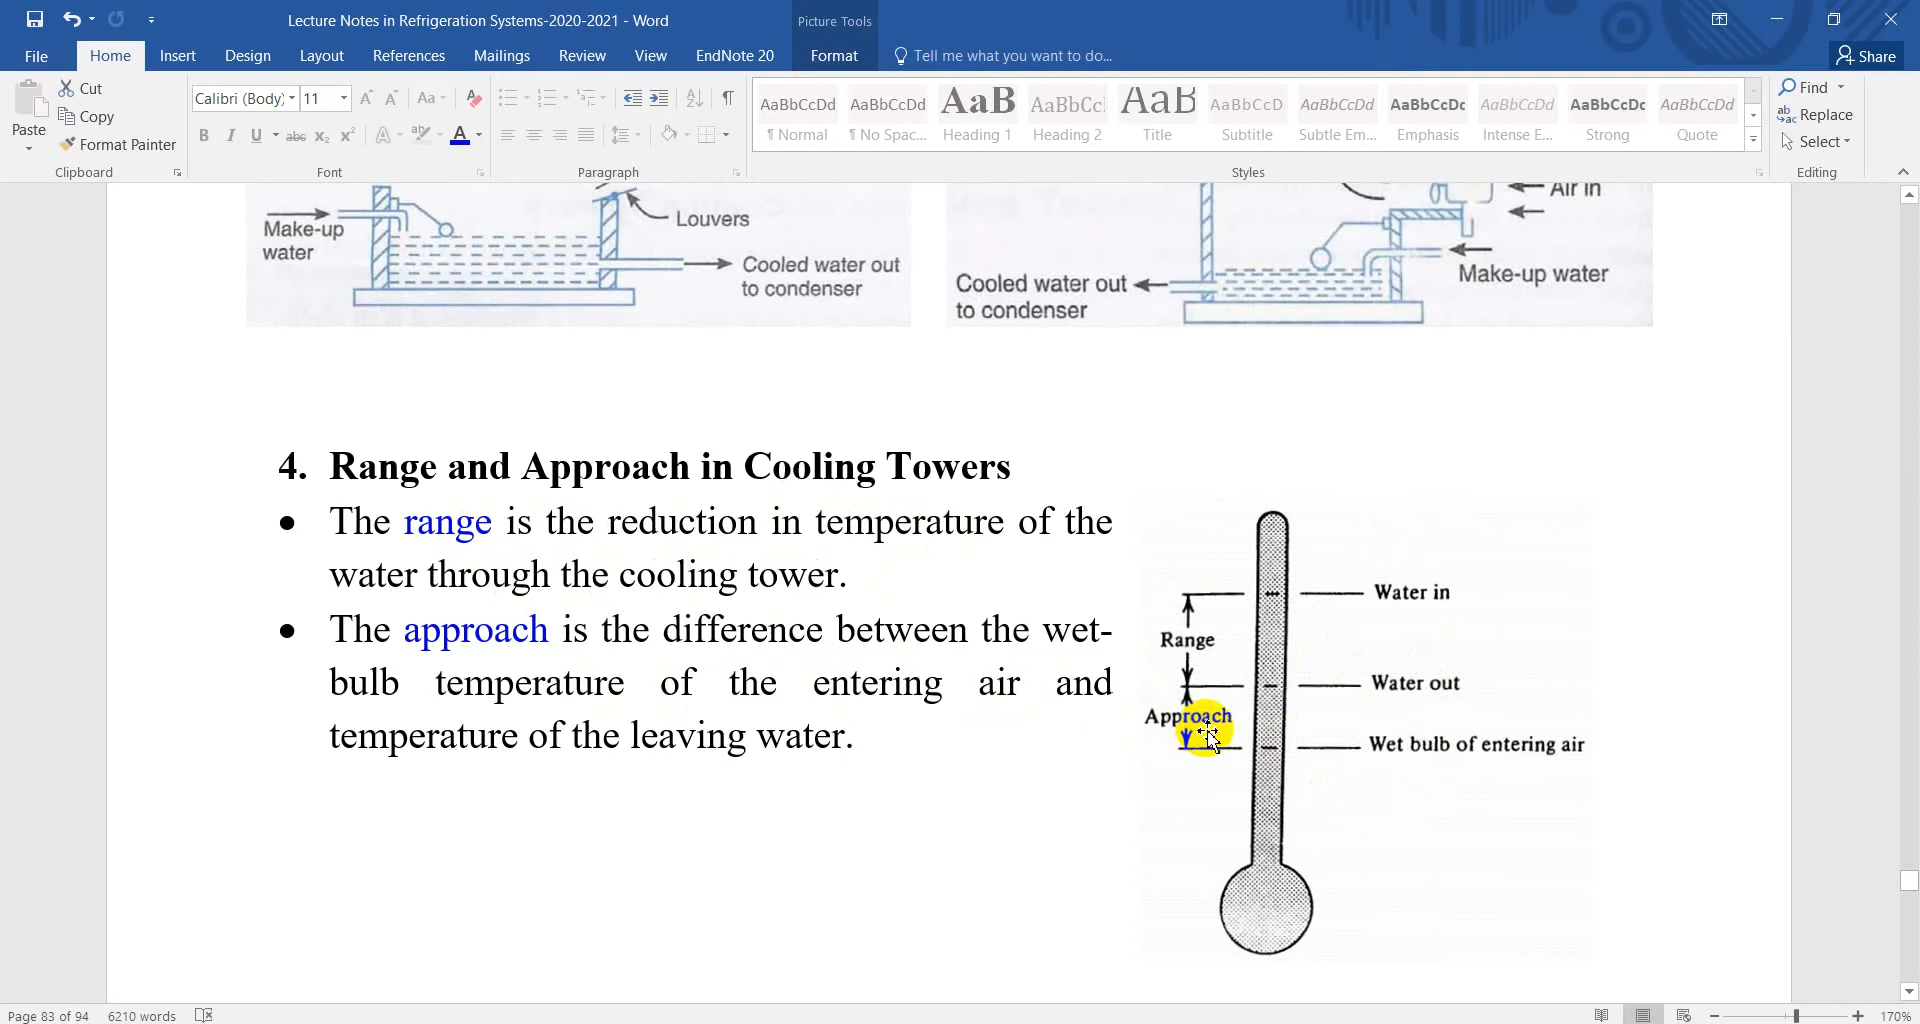 Lecture Notes in Refrigeration Systems-2020-2021 - Word
Picture Tools
File Home Insert Design Layout References Mailings Review View EndNote 20 Format Tell me what you want to do... Share
Paste
Cut
Copy
Format Painter
Clipboard
Calibri (Body) 11
Aa
B I U abc x₂ x² A A
Font
Paragraph
AaBbCcDd AaBbCcDd AaB AaBbCc AaB AaBbCcD AaBbCcDd AaBbCcDc AaBbCcDd AaBbCcDc AaBbCcDd
¶ Normal ¶ No Spac... Heading 1 Heading 2 Title Subtitle Subtle Em... Emphasis Intense E... Strong Quote
Styles
Find
Replace
Select
Editing
Make-up
water
Louvers
Cooled water out
to condenser
Air in
Cooled water out
to condenser
Make-up water
4. Range and Approach in Cooling Towers
• The range is the reduction in temperature of the
water through the cooling tower.
• The approach is the difference between the wet-
bulb temperature of the entering air and
temperature of the leaving water.
Water in
Range
Water out
Approach
Wet bulb of entering air
Page 83 of 94 6210 words
170%